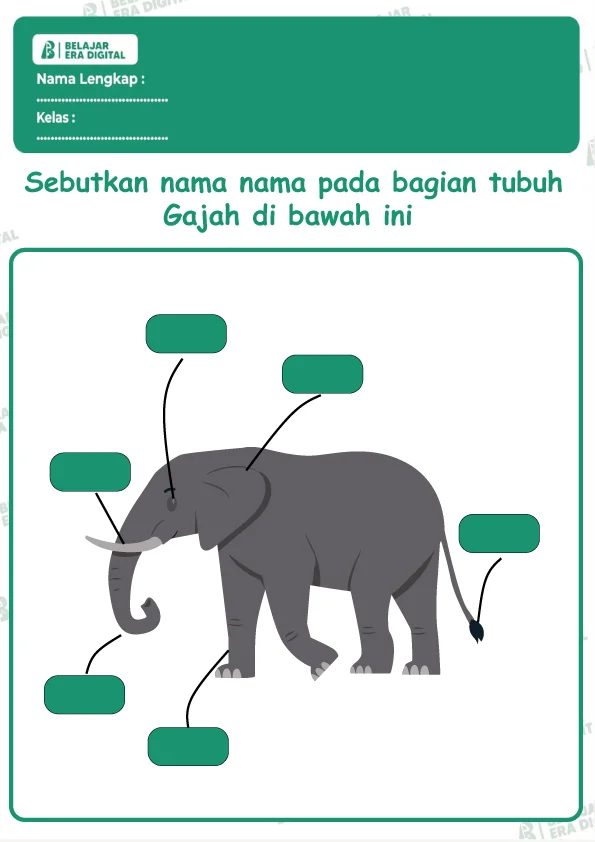 BELAJAR
ERA DIGITAL
Nama Lengkap :
.....................................
Kelas :
.....................................
Sebutkan nama nama pada bagian tubuh
Gajah di bawah ini